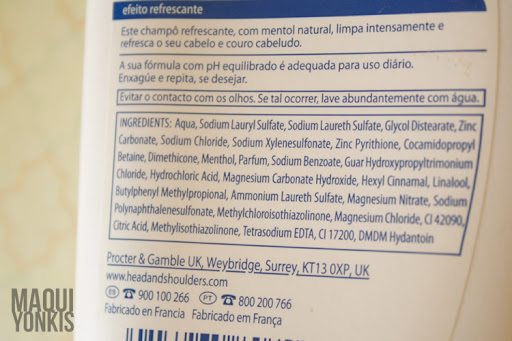 efeito refrescante
Este champô refrescante, com mentol natural, limpa intensamente e
refresca o seu cabelo e couro cabeludo.
A sua fórmula com pH equilibrado é adequada para uso diário.
Enxagúe e repita, se desejar.
Evitar o contacto com os olhos. Se tal ocorrer, lave abundantemente com água.
INGREDIENTS: Aqua, Sodium Lauryl Sulfate, Sodium Laureth Sulfate, Glycol Distearate, Zinc
Carbonate, Sodium Chloride, Sodium Xylenesulfonate, Zinc Pyrithione, Cocamidopropyl
Betaine, Dimethicone, Menthol, Parfum, Sodium Benzoate, Guar Hydroxypropyltrimonium
Chloride, Hydrochloric Acid, Magnesium Carbonate Hydroxide, Hexyl Cinnamal, Linalool,
Butylphenyl Methylpropional, Ammonium Laureth Sulfate, Magnesium Nitrate, Sodium
Polynaphthalenesulfonate, Methylchloroisothiazolinone, Magnesium Chloride, CI 42090,
Citric Acid, Methylisothiazolinone, Tetrasodium EDTA, CI 17200, DMDM Hydantoin
Procter & Gamble UK, Weybridge, Surrey, KT13 0XP, UK
www.headandshoulders.com
ES 900 100 266 PT 800 200 766
Fabricado en Francia Fabricado em França
MAQUI
YONKIS